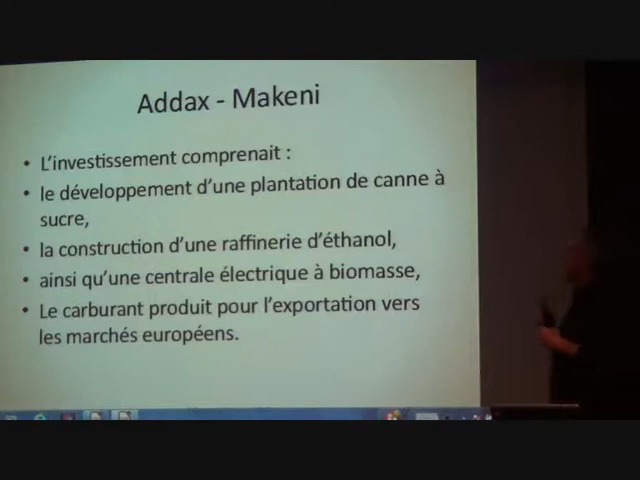 Addax - Makeni
• L’investissement comprenait :
• le développement d’une plantation de canne à
sucre,
• la construction d’une raffinerie d’éthanol,
• ainsi qu’une centrale électrique à biomasse,
• Le carburant produit pour l’exportation vers
les marchés européens.